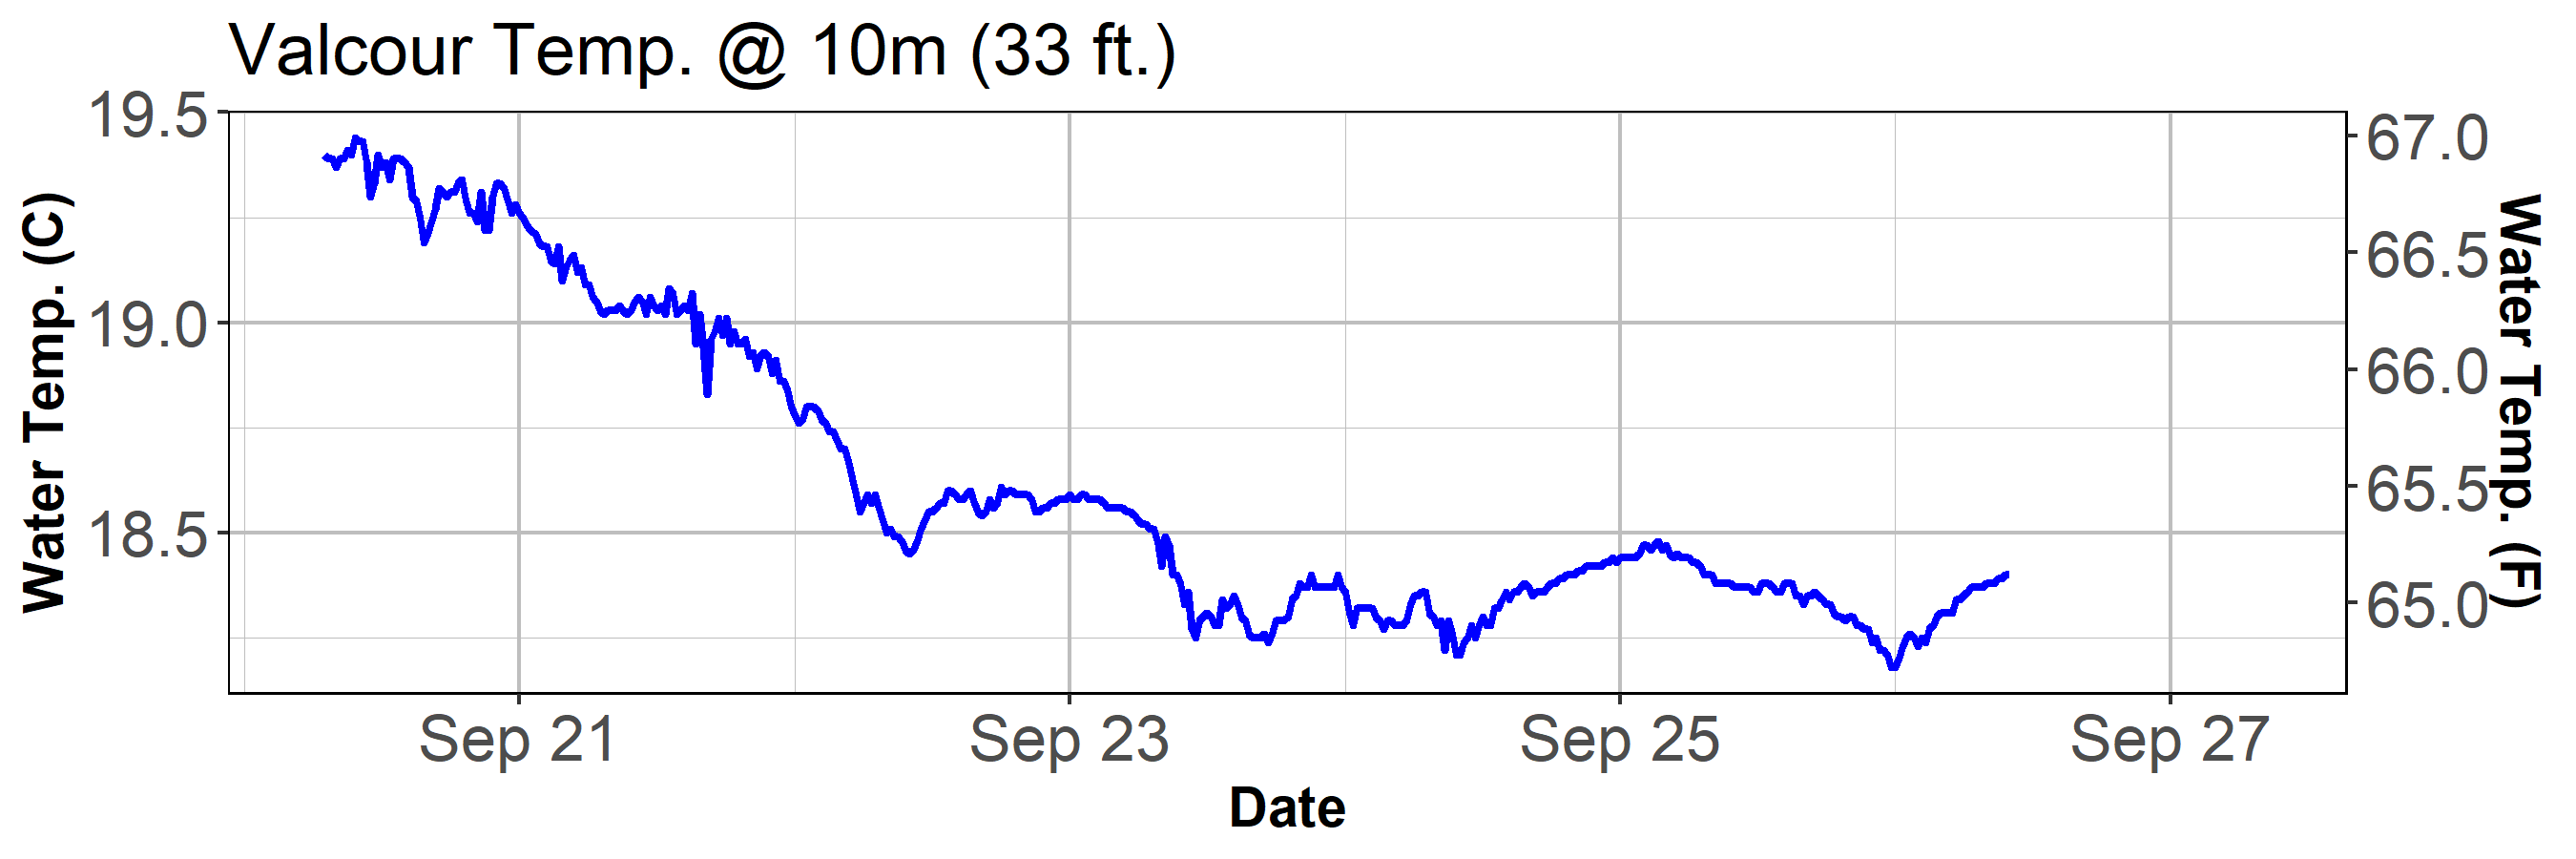 Valcour Temp. @ 10m (33 ft.)
19.5
19.0
18.5
Water Temp. (C)
67.0
66.5
66.0
65.5
65.0
Water Temp. (F)
Sep 21
Sep 23
Sep 25
Sep 27
Date